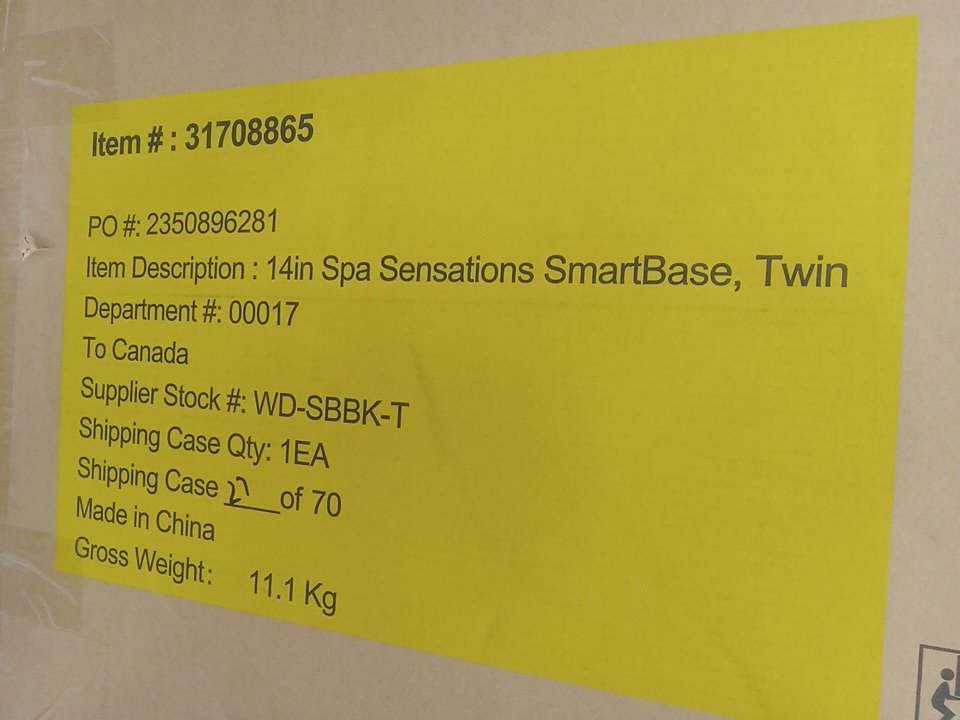 Item # : 31708865
PO #: 2350896281
Item Description : 14in Spa Sensations SmartBase, Twin
Department #: 00017
To Canada
Supplier Stock #: WD-SBBK-T
Shipping Case Qty: 1EA
Shipping Case of 70
Made in China
Gross Weight: 11.1 Kg